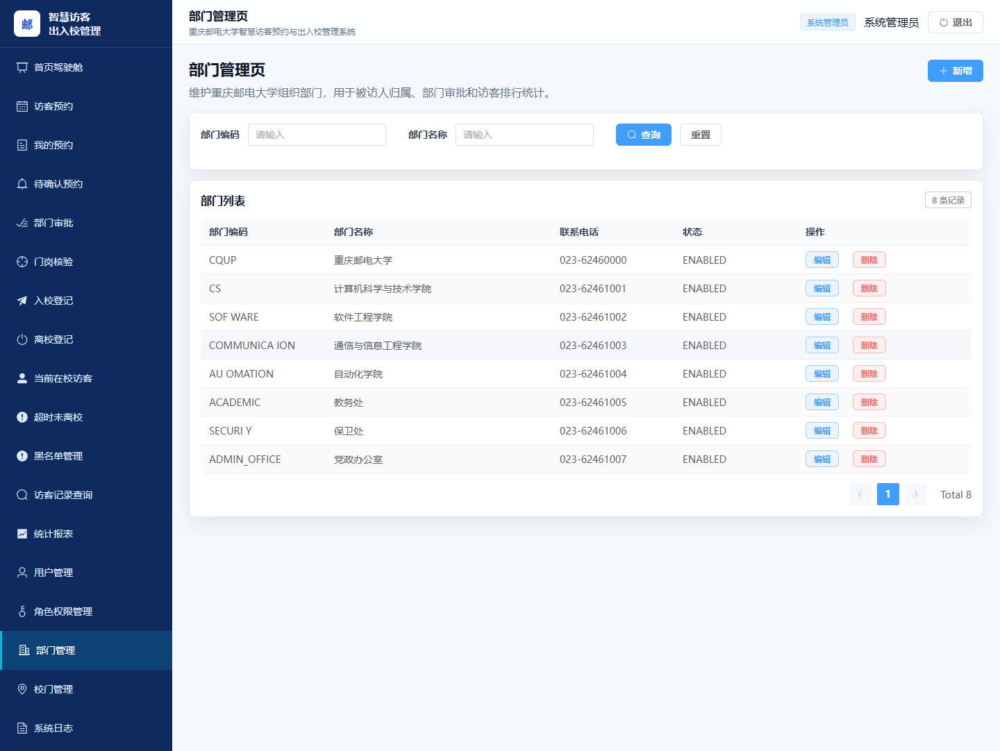 邮
智慧访客
出入校管理
首页驾驶舱
访客预约
我的预约
待确认预约
部门审批
门岗核验
入校登记
离校登记
当前在校访客
超时未离校
黑名单管理
访客记录查询
统计报表
用户管理
角色权限管理
部门管理
校门管理
系统日志
部门管理页
重庆邮电大学智慧访客预约与出入校管理系统
系统管理员 系统管理员 退出
部门管理页
新增
维护重庆邮电大学组织部门，用于被访人归属、部门审批和访客排行统计。
部门编码 请输入 部门名称 请输入 查询 重置
部门列表 8 条记录
部门编码 部门名称 联系电话 状态 操作
CQUP 重庆邮电大学 023-62460000 ENABLED 编辑 删除
CS 计算机科学与技术学院 023-62461001 ENABLED 编辑 删除
SOF WARE 软件工程学院 023-62461002 ENABLED 编辑 删除
COMMUNICA ION 通信与信息工程学院 023-62461003 ENABLED 编辑 删除
AU OMATION 自动化学院 023-62461004 ENABLED 编辑 删除
ACADEMIC 教务处 023-62461005 ENABLED 编辑 删除
SECURI Y 保卫处 023-62461006 ENABLED 编辑 删除
ADMIN_OFFICE 党政办公室 023-62461007 ENABLED 编辑 删除
1 Total 8